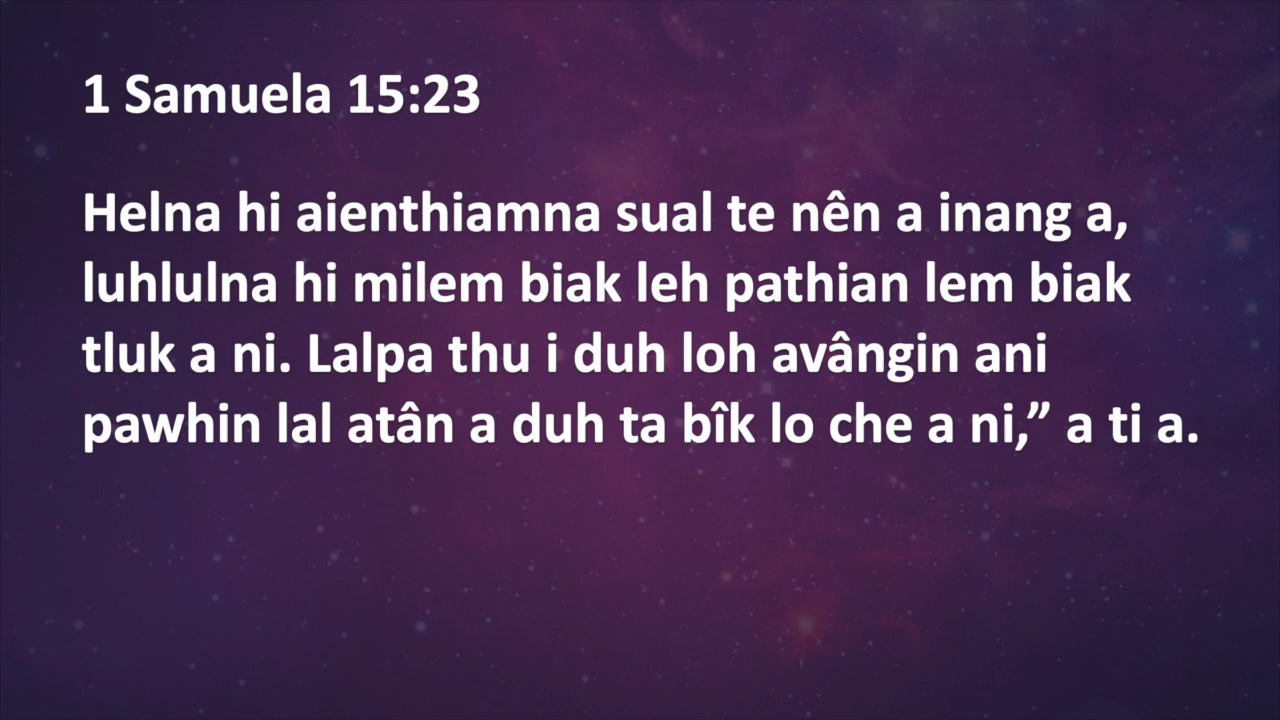 1 Samuela 15:23
Helna hi aienthiamna sual te nên a inang a,
luhlulna hi milem biak leh pathian lem biak
tluk a ni. Lalpa thu i duh loh avângin ani
pawhin lal atân a duh ta bîk lo che a ni,” a ti a.